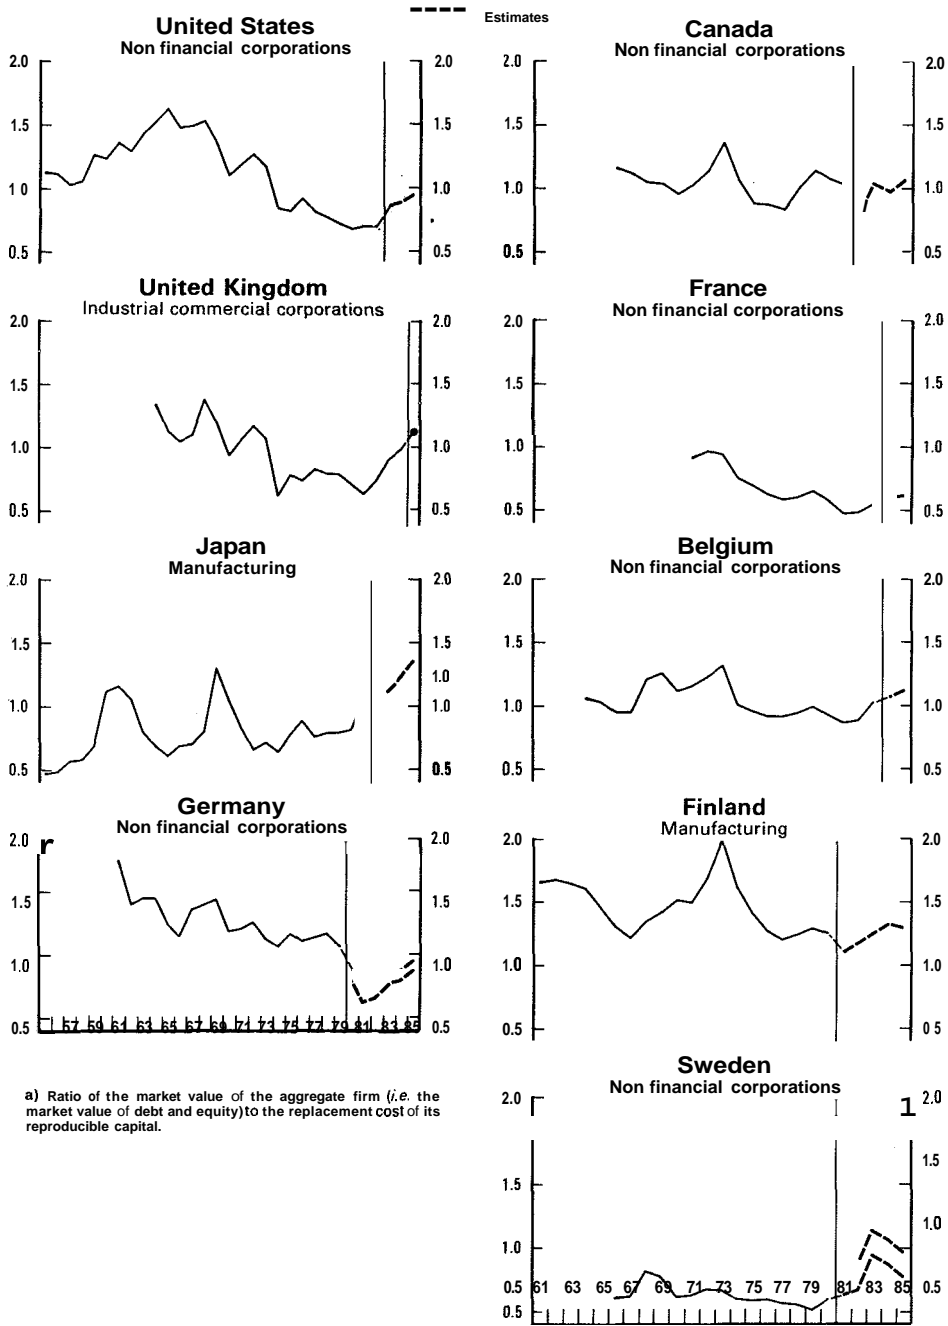 Estimates
United States
Non financial corporations
2.0 2.0
1.5 1.5
1.0 1.0
0.5 0.5
Canada
Non financial corporations
2.0 2.0
1.5 1.5
1.0 1.0
0.5 0.5
United Kingdom
Industrial commercial corporations
2.0 2.0
1.5 1.5
1.0 1.0
0.5 0.5
France
Non financial corporations
2.0 2.0
1.5 1.5
1.0 1.0
0.5 0.5
Japan
Manufacturing
2.0 2.0
1.5 1.5
1.0
1.0 1.0
0.5 0.5
Belgium
Non financial corporations
2.0 2.0
1.5 1.5
1.0 1.0
0.5 0.5
Germany
Non financial corporations
2.0 r 2.0
1.5 1.5
1.0 1.0
0.5 0.5
57 59 61 63 65 67 69 71 73 75 77 79 81 83 85
Finland
Manufacturing
2.0 2.0
1.5 1.5
1.0 1.0
0.5 0.5
a) Ratio of the market value of the aggregate firm (i.e. the
market value of debt and equity) to the replacement cost of its
reproducible capital.
Sweden
Non financial corporations
2.0 1 2.0
1.5 1.5
1.0 1.0
0.5 61 63 65 67 69 71 73 75 77 79 81 83 85 0.5
0.5